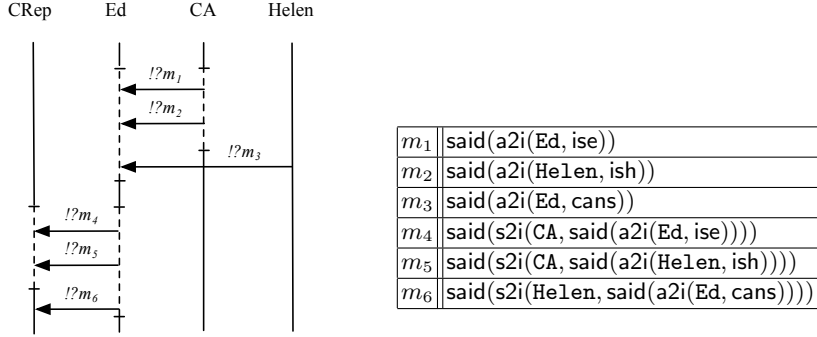 CRep Ed CA Helen
!?m1
!?m2
!?m3
!?m4
!?m5
!?m6
m1 said(a2i(Ed, ise))
m2 said(a2i(Helen, ish))
m3 said(a2i(Ed, cans))
m4 said(s2i(CA, said(a2i(Ed, ise))))
m5 said(s2i(CA, said(a2i(Helen, ish))))
m6 said(s2i(Helen, said(a2i(Ed, cans))))